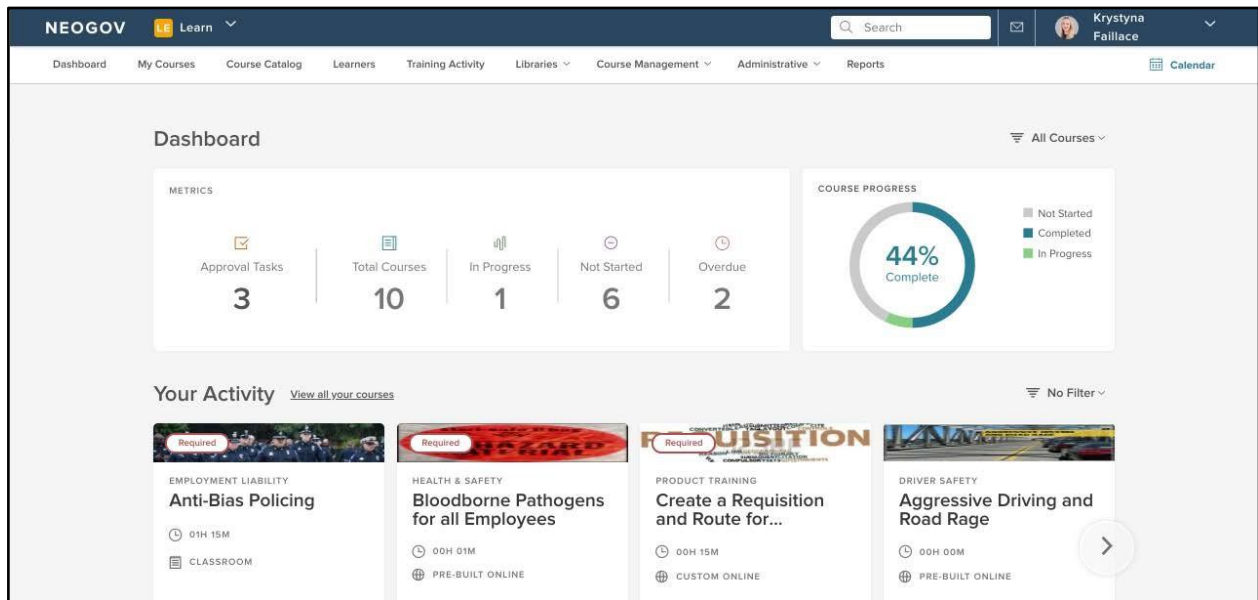 NEOGOV LE Learn Search Krystyna
Faillace
Dashboard My Courses Course Catalog Learners Training Activity Libraries Course Management Administrative Reports Calendar
Dashboard All Courses
METRICS
Approval Tasks Total Courses In Progress Not Started Overdue
3 10 1 6 2
COURSE PROGRESS
44%
Complete
Not Started
Completed
In Progress
Your Activity View all your courses No Filter
Required
EMPLOYMENT LIABILITY
Anti-Bias Policing
01H 15M
CLASSROOM
Required
HEALTH & SAFETY
Bloodborne Pathogens
for all Employees
00H 01M
PRE-BUILT ONLINE
Required
UISITION
PRODUCT TRAINING
Create a Requisition
and Route for...
00H 15M
CUSTOM ONLINE
DRIVER SAFETY
Aggressive Driving and
Road Rage
00H 00M
PRE-BUILT ONLINE